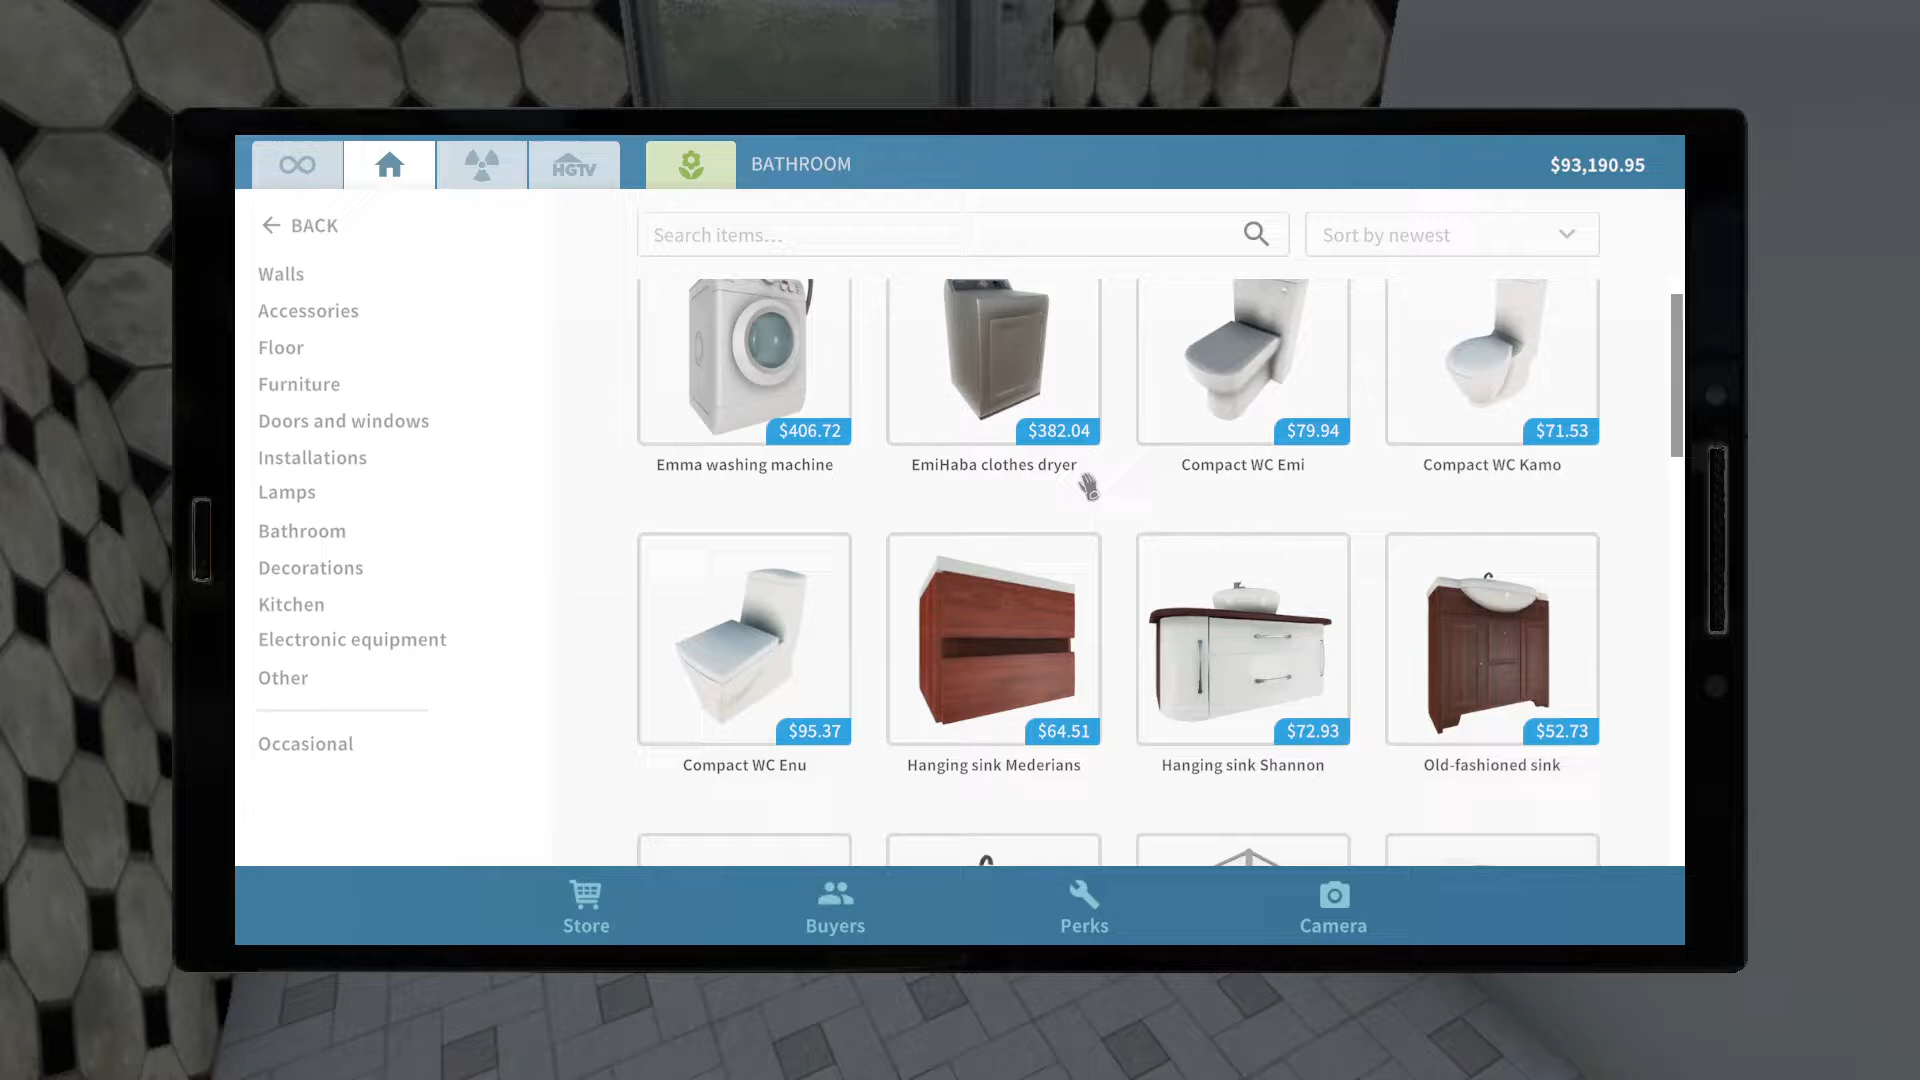 HGTV
BATHROOM
$93,190.95
BACK
Search items...
Sort by newest
Walls
Accessories
Floor
Furniture
Doors and windows
Installations
Lamps
Bathroom
Decorations
Kitchen
Electronic equipment
Other
Occasional
$406.72
$382.04
$79.94
$71.53
Emma washing machine
EmiHaba clothes dryer
Compact WC Emi
Compact WC Kamo
$95.37
$64.51
$72.93
$52.73
Compact WC Enu
Hanging sink Mederians
Hanging sink Shannon
Old-fashioned sink
Store
Buyers
Perks
Camera